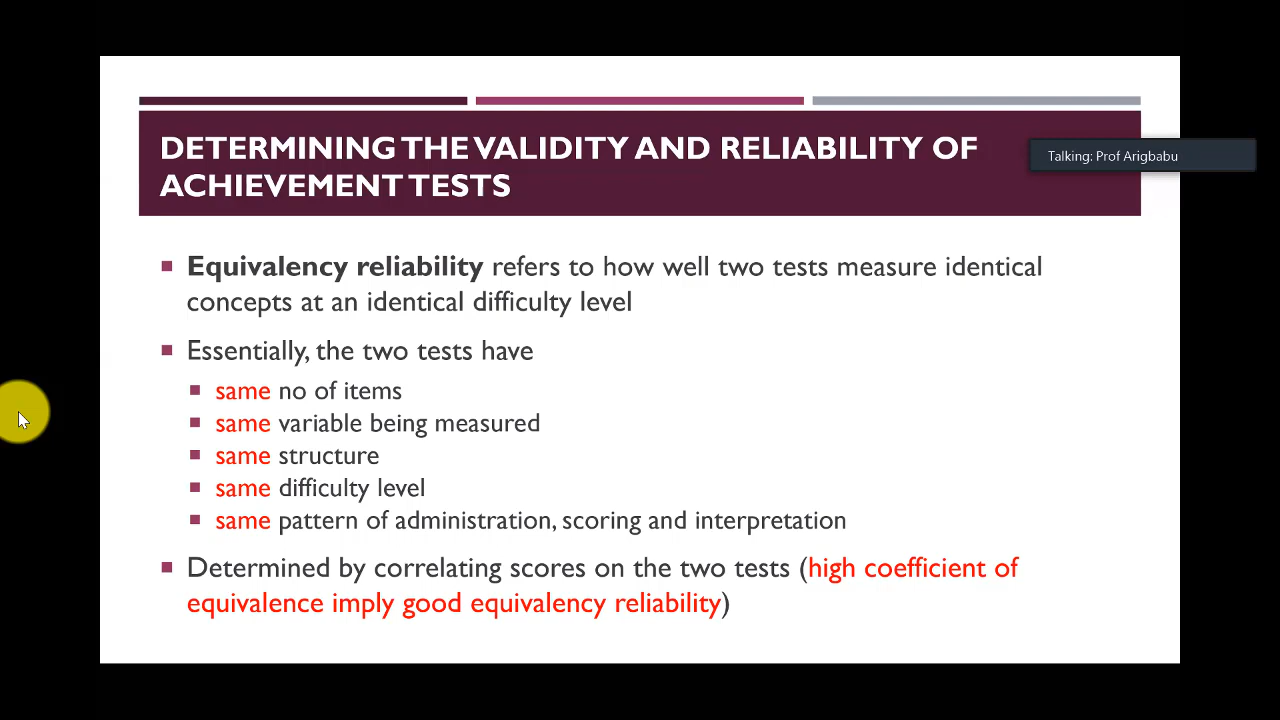 DETERMINING THE VALIDITY AND RELIABILITY OF
ACHIEVEMENT TESTS
Talking: Prof Arigbabu
Equivalency reliability refers to how well two tests measure identical
concepts at an identical difficulty level
Essentially, the two tests have
same no of items
same variable being measured
same structure
same difficulty level
same pattern of administration, scoring and interpretation
Determined by correlating scores on the two tests (high coefficient of
equivalence imply good equivalency reliability)